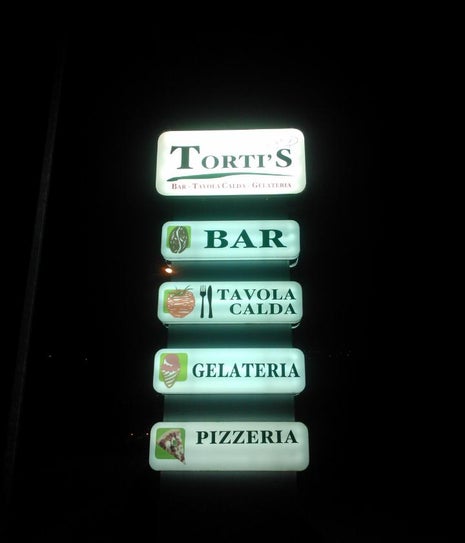 TORTI'S
BAR - TAVOLA CALDA - GELATERIA
BAR
TAVOLA
CALDA
GELATERIA
PIZZERIA